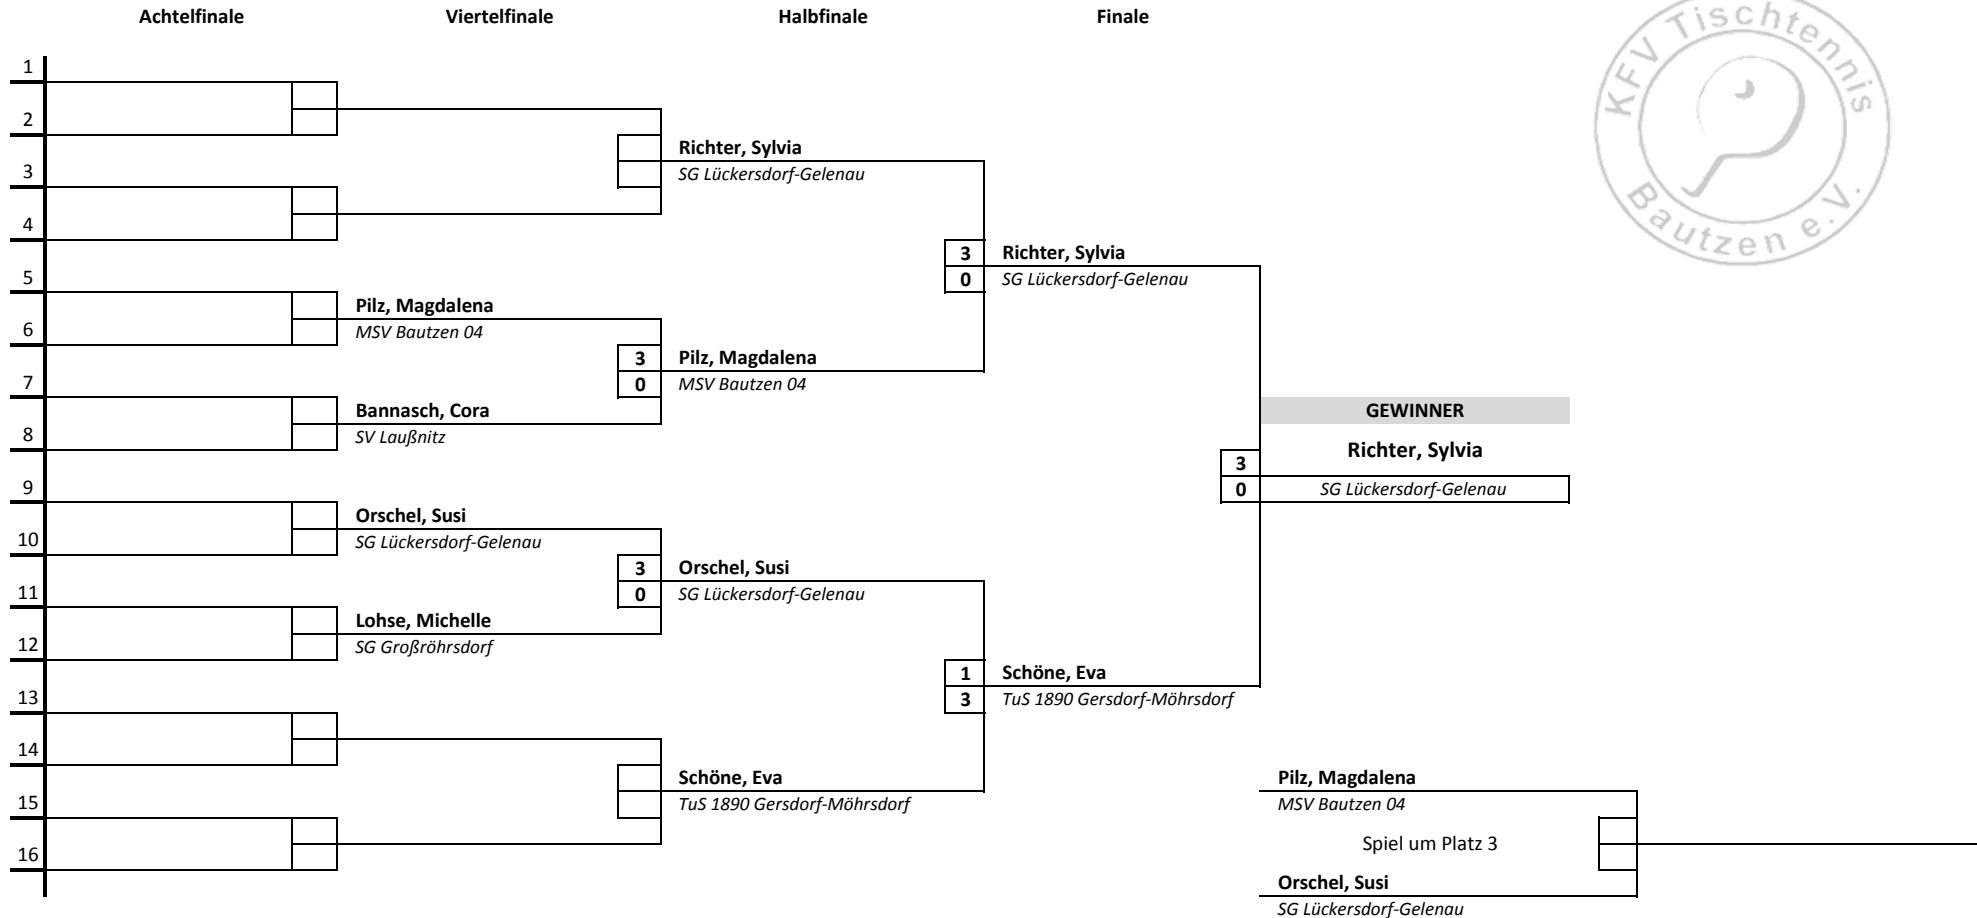 Achtelfinale Viertelfinale Halbfinale Finale
KFV Tischtennis
Bautzen e.V.
1
2
3
4
5
6
7
8
9
10
11
12
13
14
15
16
Pilz, Magdalena
MSV Bautzen 04
Bannasch, Cora
SV Laußnitz
Orschel, Susi
SG Lückersdorf-Gelenau
Lohse, Michelle
SG Großröhrsdorf
3
0
3
0
Richter, Sylvia
SG Lückersdorf-Gelenau
Pilz, Magdalena
MSV Bautzen 04
Orschel, Susi
SG Lückersdorf-Gelenau
Schöne, Eva
TuS 1890 Gersdorf-Möhrsdorf
3
0
1
3
Richter, Sylvia
SG Lückersdorf-Gelenau
Schöne, Eva
TuS 1890 Gersdorf-Möhrsdorf
3
0
GEWINNER
Richter, Sylvia
SG Lückersdorf-Gelenau
Pilz, Magdalena
MSV Bautzen 04
Spiel um Platz 3
Orschel, Susi
SG Lückersdorf-Gelenau